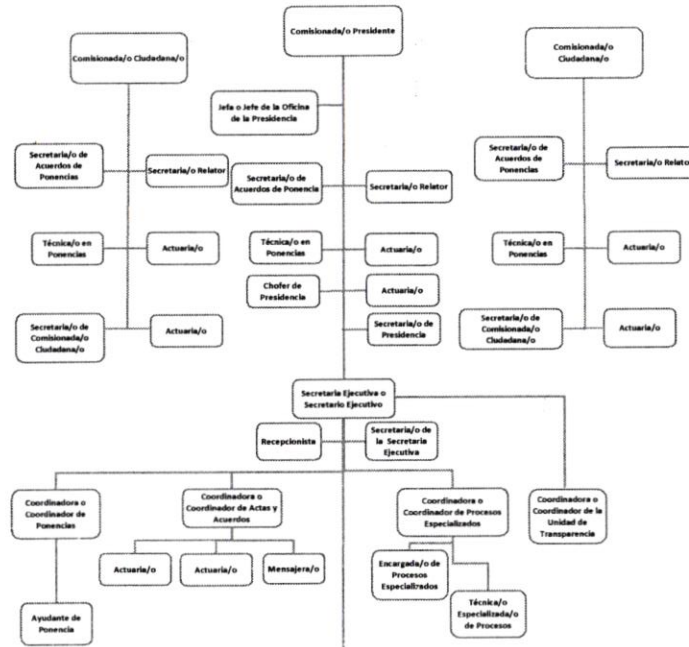 Comisionada/o Presidente
Comisionada/o Ciudadana/o
Comisionada/o
Ciudadana/o
Jefa o Jefe de la Oficina
de la Presidencia
Secretaria/o de
Acuerdos de
Ponencias
Secretaria/o Relator
Secretaria/o de
Acuerdos de Ponencia
Secretaria/o Relator
Secretaria/o de
Acuerdos de
Ponencias
Secretaria/o Relator
Técnica/o en
Ponencias
Actuaria/o
Técnica/o en
Ponencias
Actuaria/o
Técnica/o en
Ponencias
Actuaria/o
Chofer de
Presidencia
Actuaria/o
Secretaria/o de
Comisionada/o
Ciudadana/o
Actuaria/o
Secretaria/o de
Presidencia
Secretaria/o de
Comisionada/o
Ciudadana/o
Actuaria/o
Secretaria Ejecutiva o
Secretario Ejecutivo
Recepcionista
Secretaria/o de
la Secretaria
Ejecutiva
Coordinadora o
Coordinador de
Ponencias
Coordinadora o
Coordinador de Actas y
Acuerdos
Coordinadora o
Coordinador de Procesos
Especializados
Coordinadora o
Coordinador de la
Unidad de
Transparencia
Actuaria/o
Actuaria/o
Mensajera/o
Encargada/o de
Procesos
Especializados
Ayudante de
Ponencia
Técnica/o
Especializada/o
de Procesos